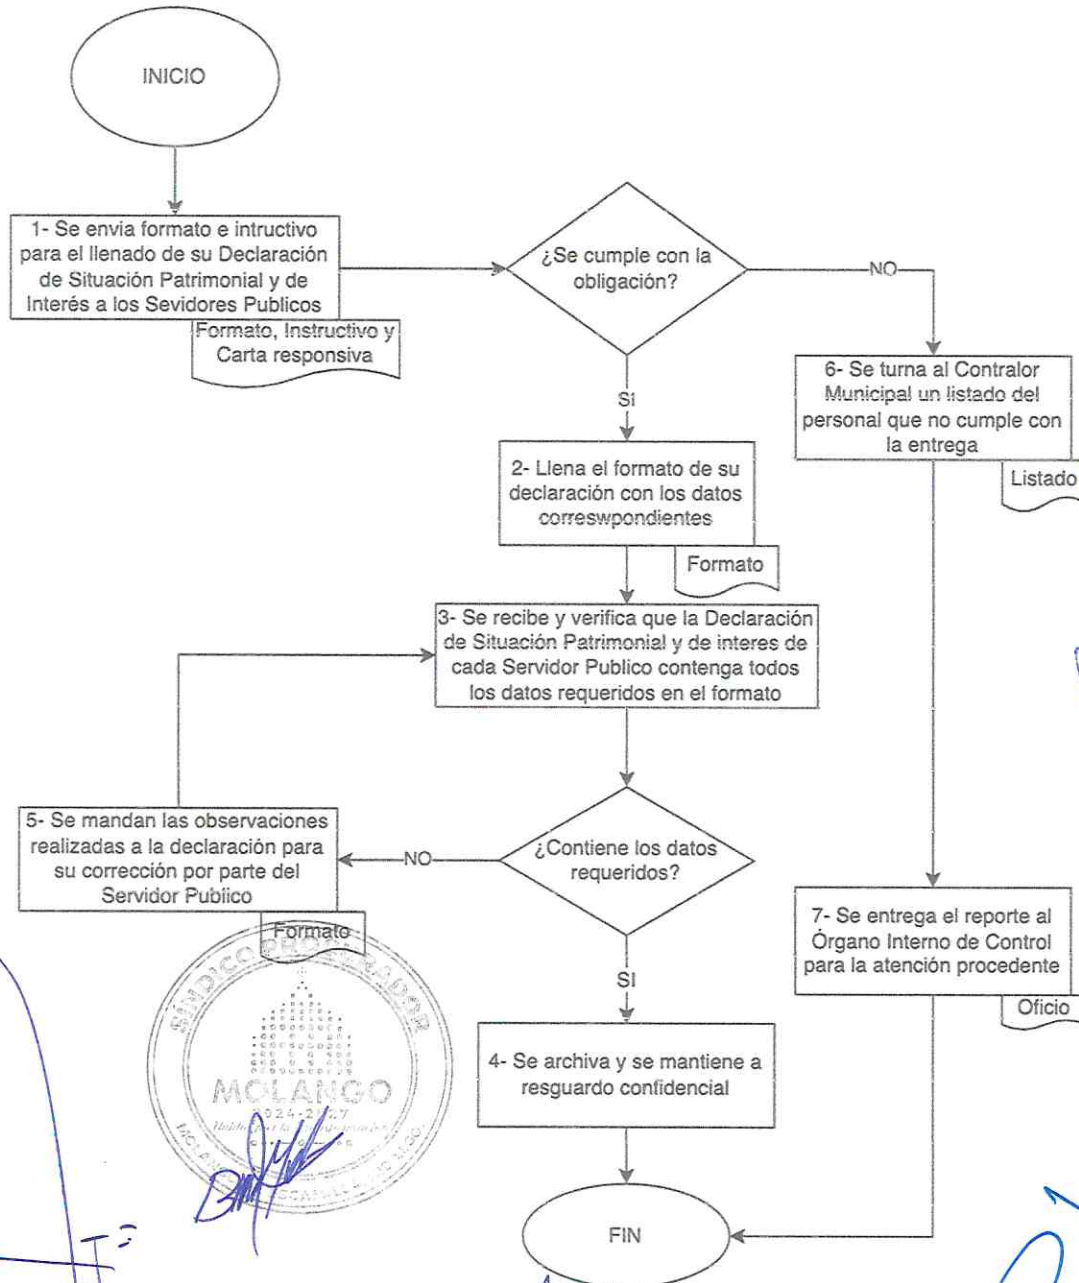 INICIO
1- Se envia formato e intructivo
para el llenado de su Declaración
de Situación Patrimonial y de
Interés a los Sevidores Publicos
Formato, Instructivo y
Carta responsiva
¿Se cumple con la
obligación?
NO
SI
6- Se turna al Contralor
Municipal un listado del
personal que no cumple con
la entrega
Listado
2- Llena el formato de su
declaración con los datos
correswpondientes
Formato
3- Se recibe y verifica que la Declaración
de Situación Patrimonial y de interes de
cada Servidor Publico contenga todos
los datos requeridos en el formato
5- Se mandan las observaciones
realizadas a la declaración para
su corrección por parte del
Servidor Publico
Formato
NO
¿Contiene los datos
requeridos?
SI
7- Se entrega el reporte al
Órgano Interno de Control
para la atención procedente
Oficio
4- Se archiva y se mantiene a
resguardo confidencial
FIN
SÍNDICO PROCURADOR
MOLANGO
2024-2027